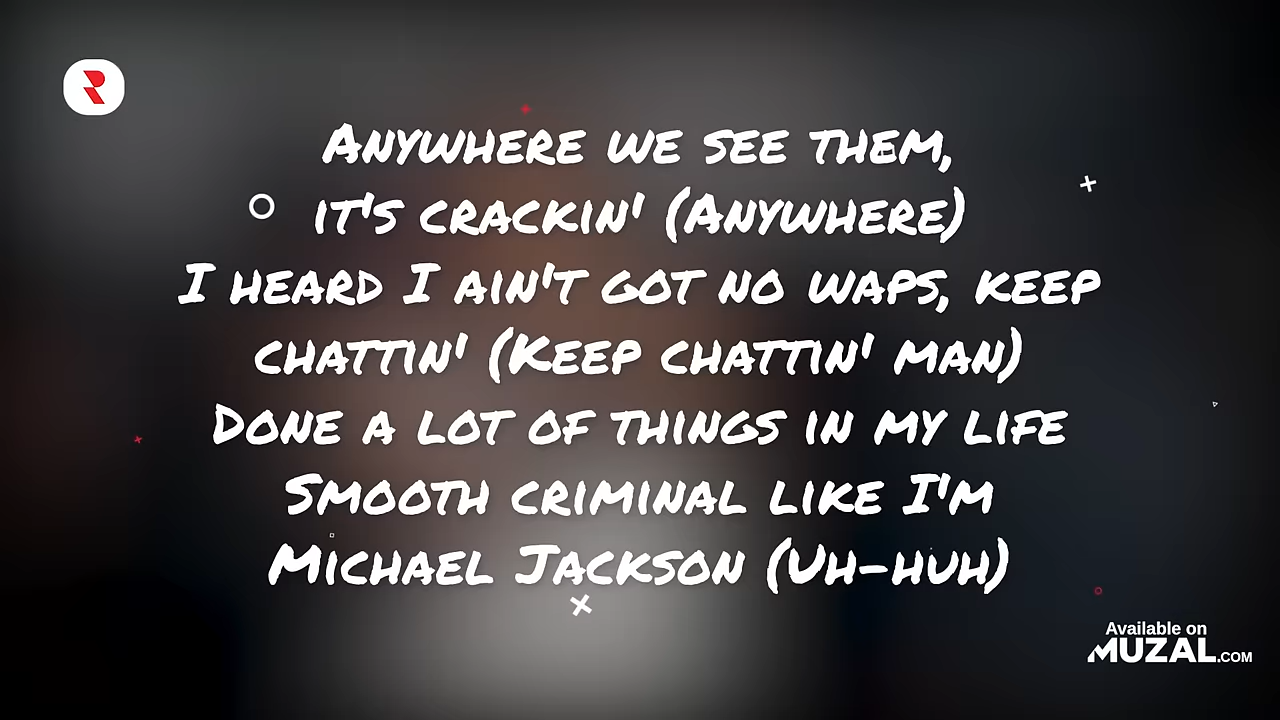 Anywhere we see them,
it's crackin' (Anywhere)
I heard I ain't got no waps, keep
chattin' (Keep chattin' man)
Done a lot of things in my life
Smooth criminal like I'm
Michael Jackson (Uh-huh)
Available on
MUZAL.COM